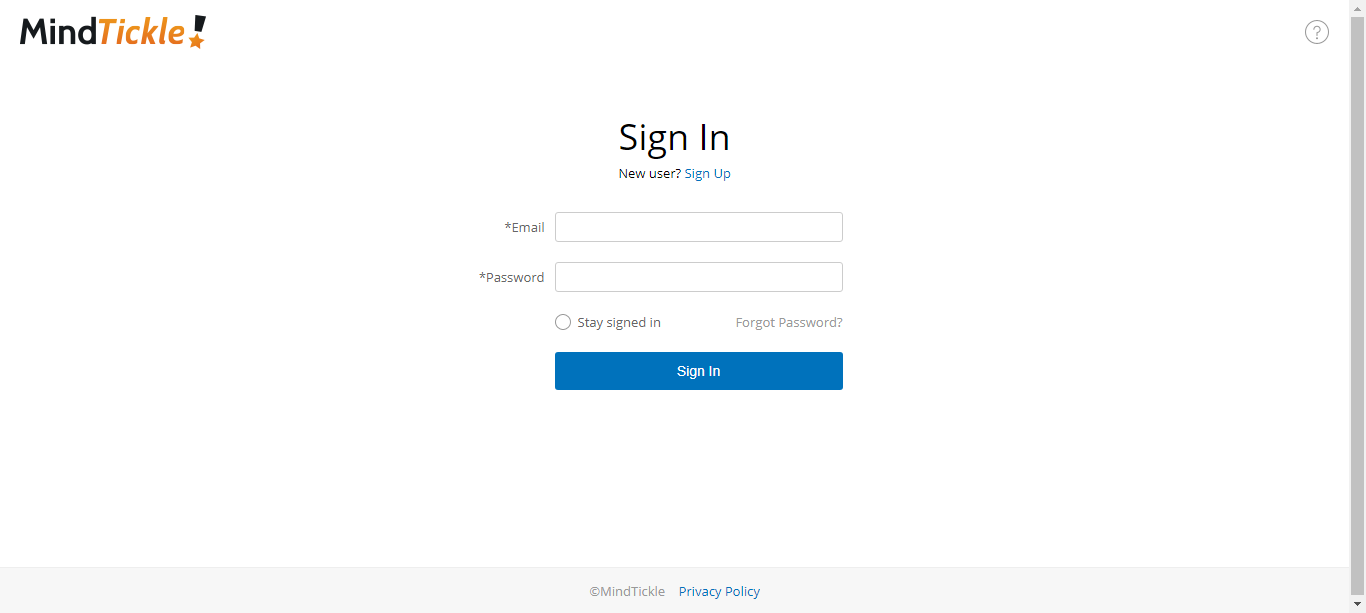 MindTickle!
?
Sign In
New user? Sign Up
*Email
*Password
Stay signed in Forgot Password?
Sign In
©MindTickle Privacy Policy